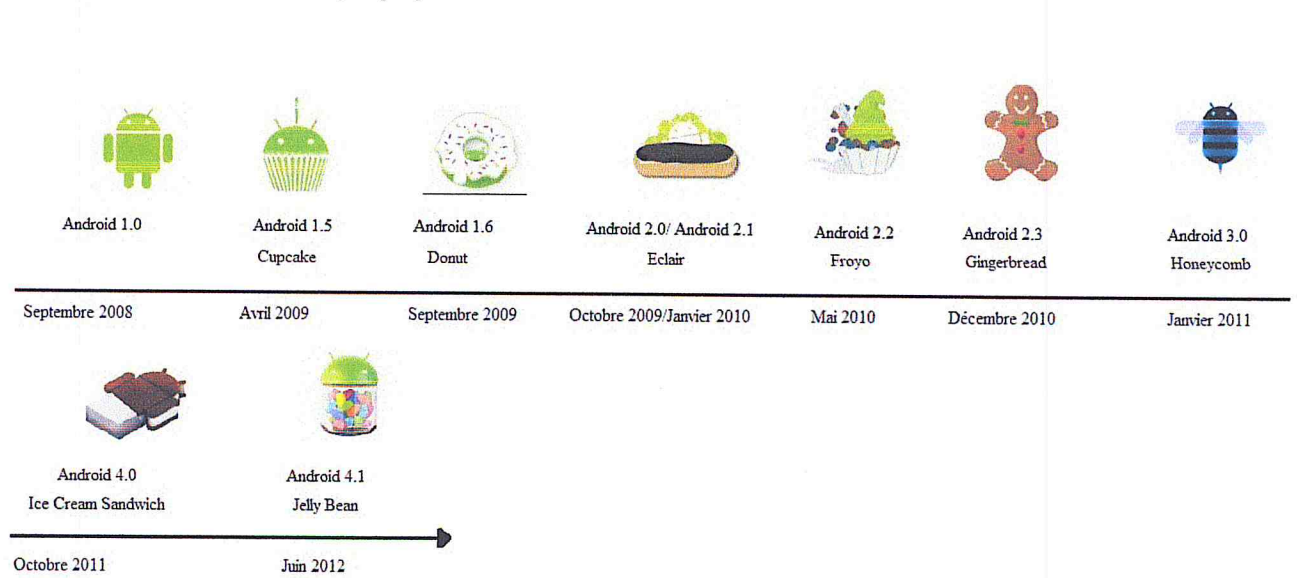 Android 1.0
Android 1.5
Cupcake
Android 1.6
Donut
Android 2.0/ Android 2.1
Eclair
Android 2.2
Froyo
Android 2.3
Gingerbread
Android 3.0
Honeycomb
Septembre 2008
Avril 2009
Septembre 2009
Octobre 2009/Janvier 2010
Mai 2010
Décembre 2010
Janvier 2011
Android 4.0
Ice Cream Sandwich
Android 4.1
Jelly Bean
Octobre 2011
Juin 2012